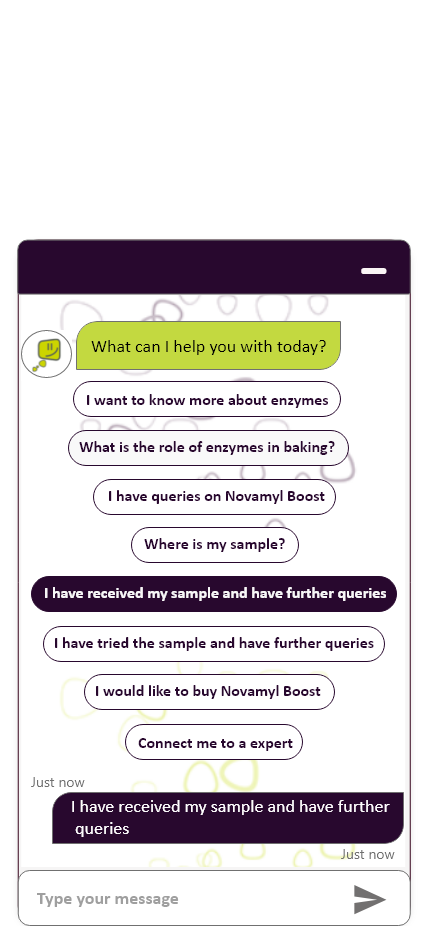 What can I help you with today?
I want to know more about enzymes
What is the role of enzymes in baking?
I have queries on Novamyl Boost
Where is my sample?
I have received my sample and have further queries
I have tried the sample and have further queries
I would like to buy Novamyl Boost
Connect me to a expert
Just now
I have received my sample and have further
queries
Just now
Type your message